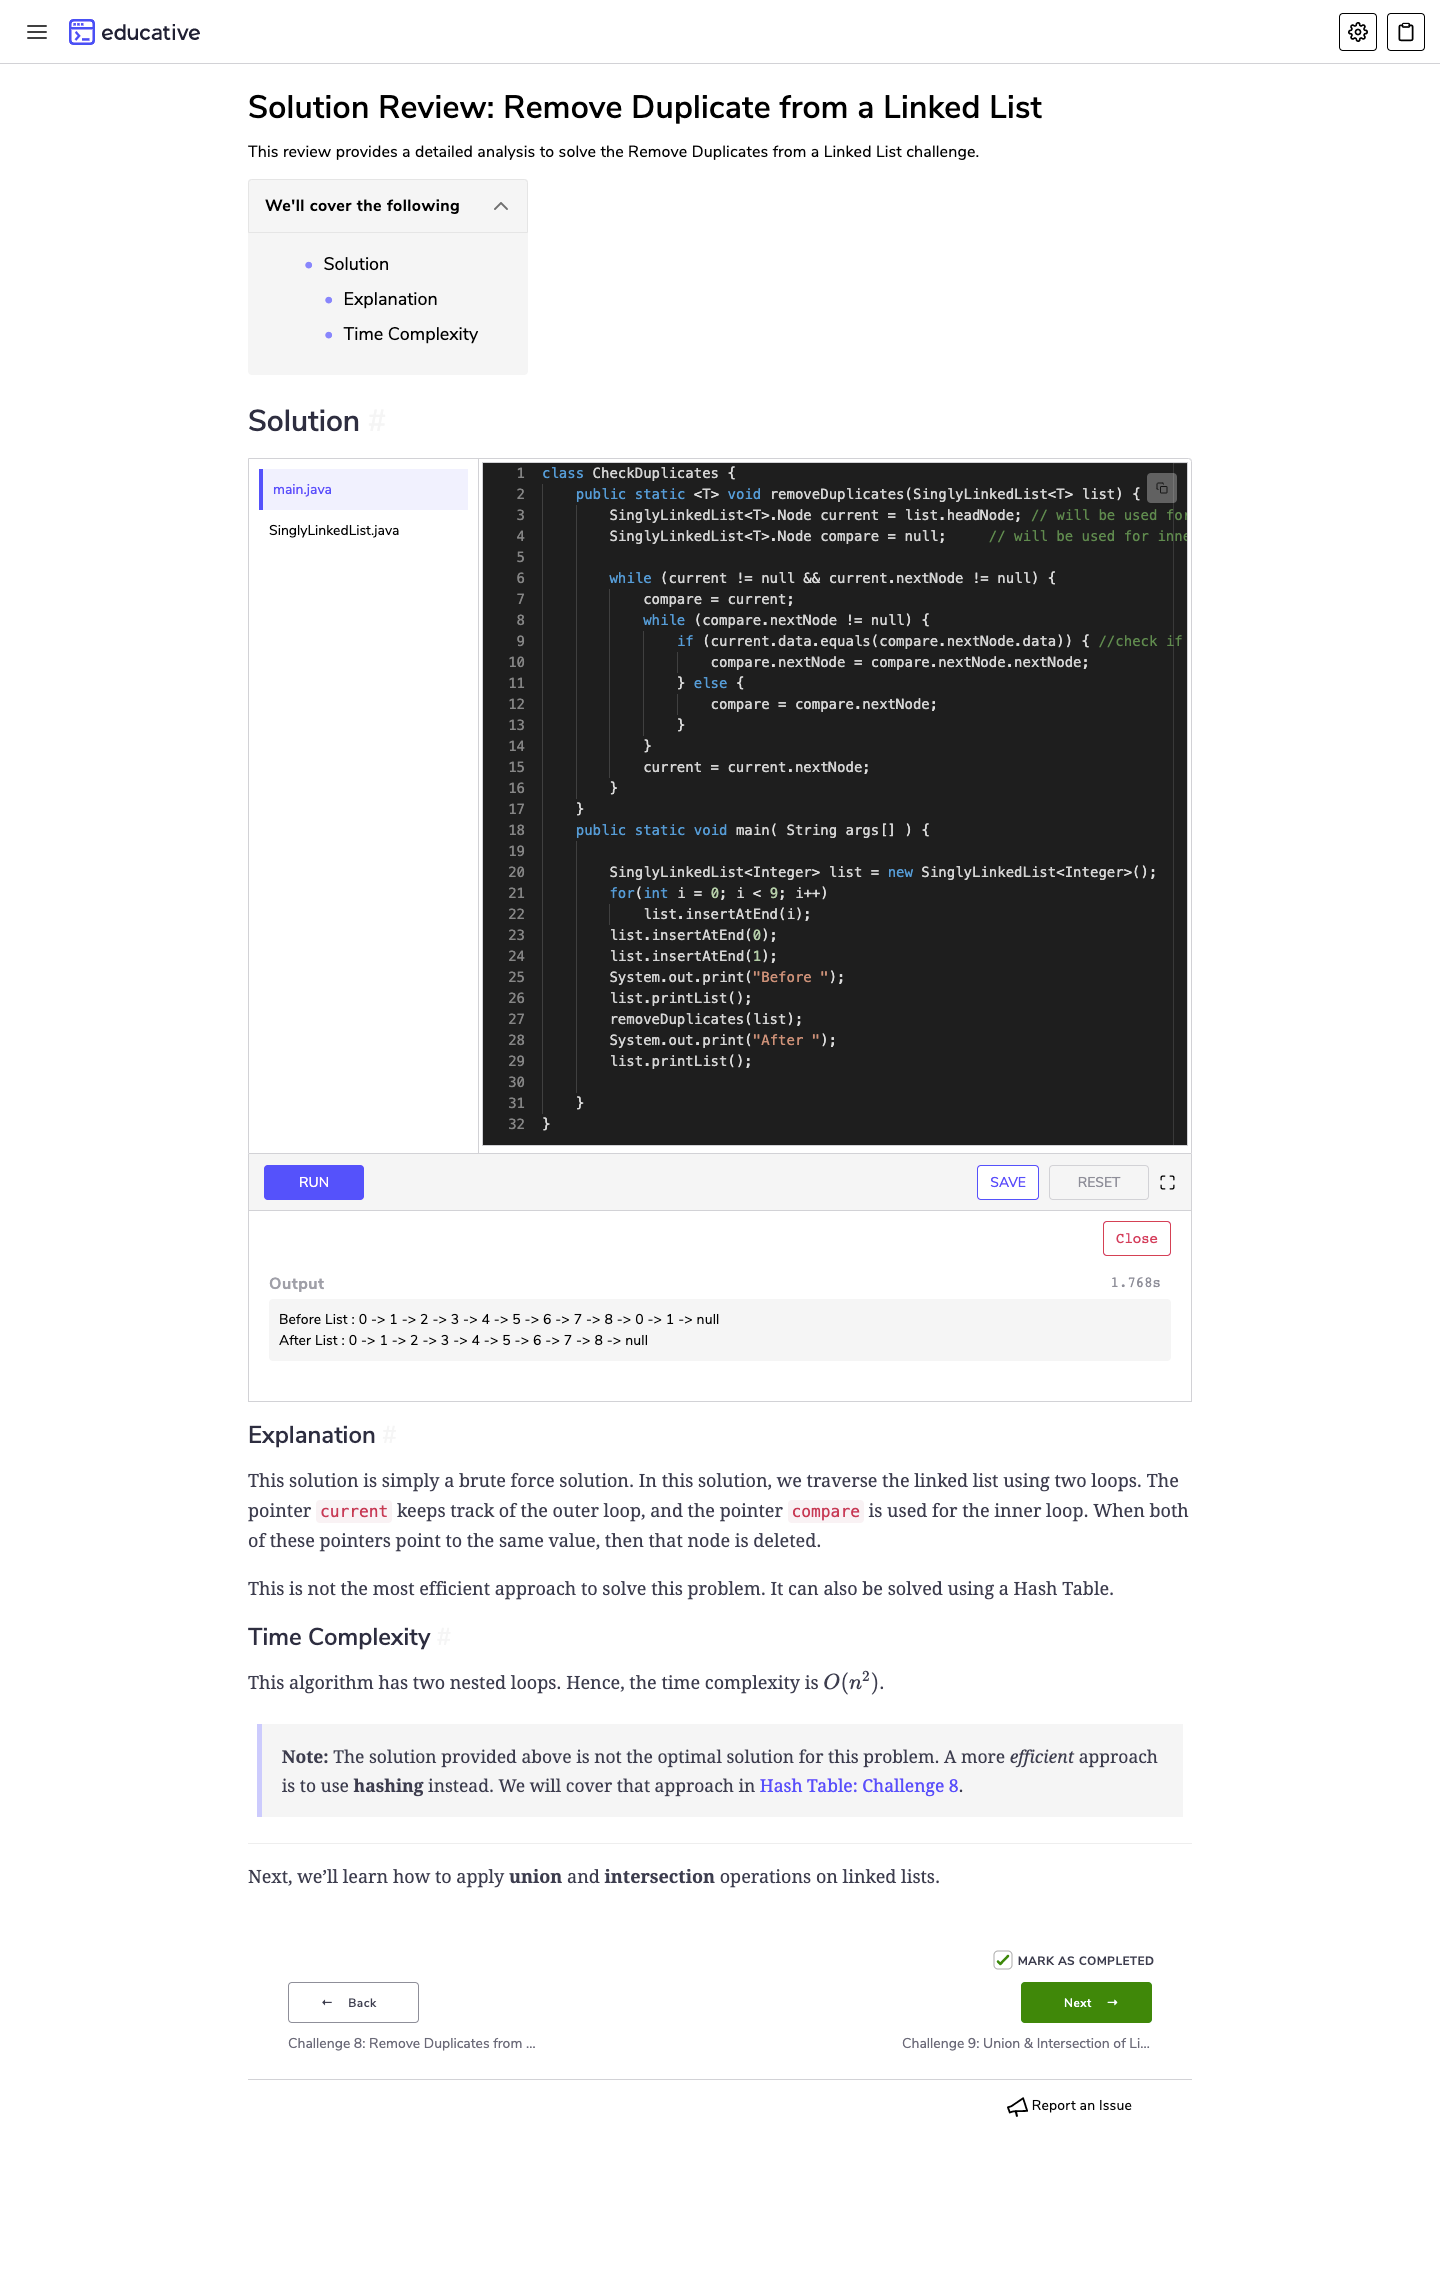 educative
Solution Review: Remove Duplicate from a Linked List
This review provides a detailed analysis to solve the Remove Duplicates from a Linked List challenge.
We'll cover the following
Solution
Explanation
Time Complexity
Solution #
main.java
SinglyLinkedList.java
1 class CheckDuplicates {
2     public static <T> void removeDuplicates(SinglyLinkedList<T> list) {
3         SinglyLinkedList<T>.Node current = list.headNode; // will be used for
4         SinglyLinkedList<T>.Node compare = null;     // will be used for inne
5
6         while (current != null && current.nextNode != null) {
7             compare = current;
8             while (compare.nextNode != null) {
9                 if (current.data.equals(compare.nextNode.data)) { //check if
10                     compare.nextNode = compare.nextNode.nextNode;
11                 } else {
12                     compare = compare.nextNode;
13                 }
14             }
15             current = current.nextNode;
16         }
17     }
18     public static void main( String args[] ) {
19
20         SinglyLinkedList<Integer> list = new SinglyLinkedList<Integer>();
21         for(int i = 0; i < 9; i++)
22             list.insertAtEnd(i);
23         list.insertAtEnd(0);
24         list.insertAtEnd(1);
25         System.out.print("Before ");
26         list.printList();
27         removeDuplicates(list);
28         System.out.print("After ");
29         list.printList();
30
31     }
32 }
RUN
SAVE
RESET
Close
Output
1.768s
Before List : 0 -> 1 -> 2 -> 3 -> 4 -> 5 -> 6 -> 7 -> 8 -> 0 -> 1 -> null
After List : 0 -> 1 -> 2 -> 3 -> 4 -> 5 -> 6 -> 7 -> 8 -> null
Explanation #
This solution is simply a brute force solution. In this solution, we traverse the linked list using two loops. The
pointer current keeps track of the outer loop, and the pointer compare is used for the inner loop. When both
of these pointers point to the same value, then that node is deleted.
This is not the most efficient approach to solve this problem. It can also be solved using a Hash Table.
Time Complexity #
This algorithm has two nested loops. Hence, the time complexity is O(n²).
Note: The solution provided above is not the optimal solution for this problem. A more efficient approach
is to use hashing instead. We will cover that approach in Hash Table: Challenge 8.
Next, we’ll learn how to apply union and intersection operations on linked lists.
MARK AS COMPLETED
← Back
Next →
Challenge 8: Remove Duplicates from ...
Challenge 9: Union & Intersection of Li...
Report an Issue